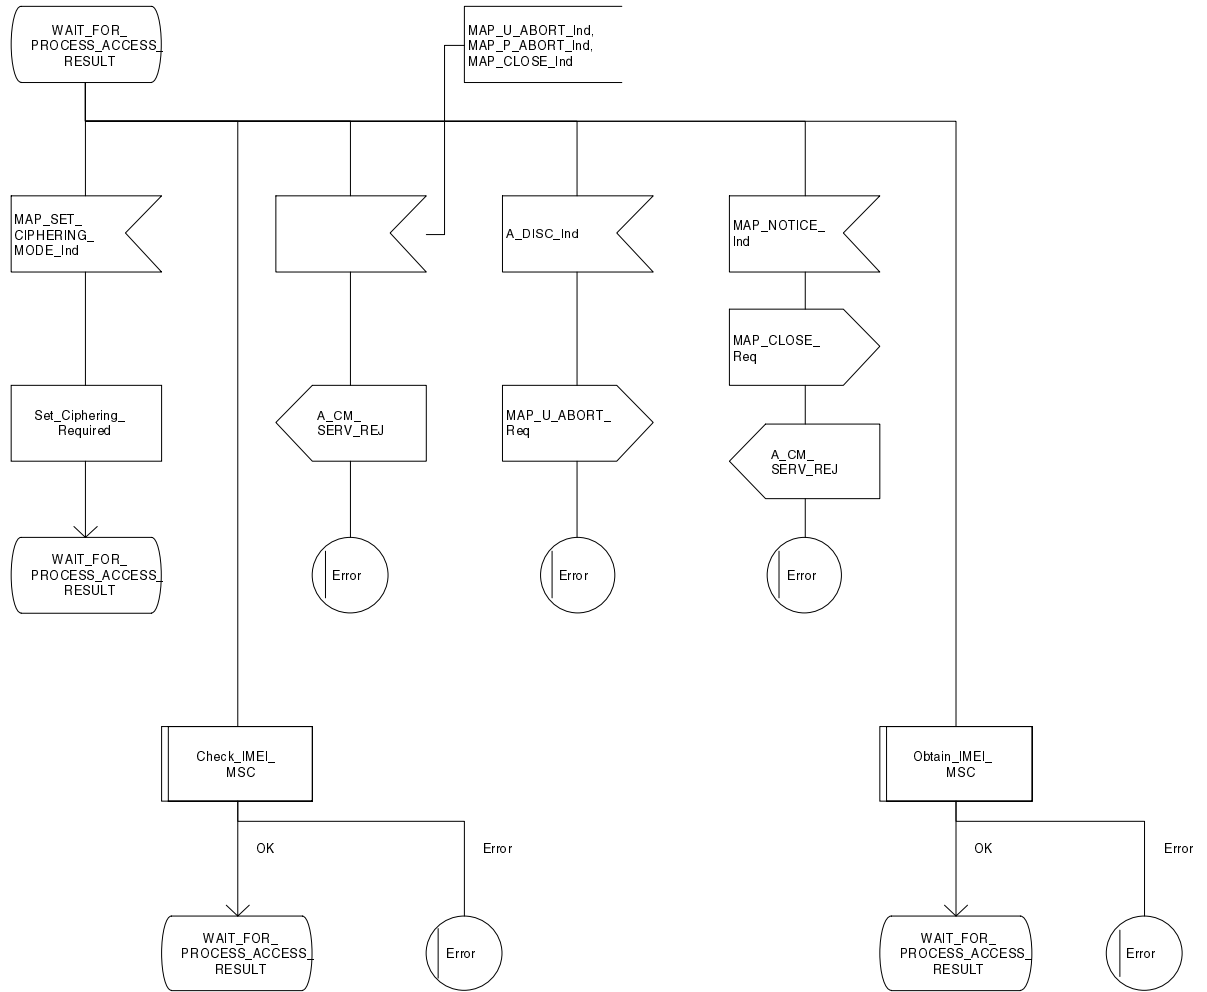 WAIT_FOR_
PROCESS_ACCESS_
RESULT
MAP_U_ABORT_Ind,
MAP_P_ABORT_Ind,
MAP_CLOSE_Ind
MAP_SET_
CIPHERING_
MODE_Ind
A_DISC_Ind
MAP_NOTICE_
Ind
MAP_CLOSE_
Req
Set_Ciphering_
Required
A_CM_
SERV_REJ
MAP_U_ABORT_
Req
A_CM_
SERV_REJ
WAIT_FOR_
PROCESS_ACCESS_
RESULT
Error
Error
Error
Check_IMEI_
MSC
Obtain_IMEI_
MSC
OK
Error
OK
Error
WAIT_FOR_
PROCESS_ACCESS_
RESULT
Error
WAIT_FOR_
PROCESS_ACCESS_
RESULT
Error